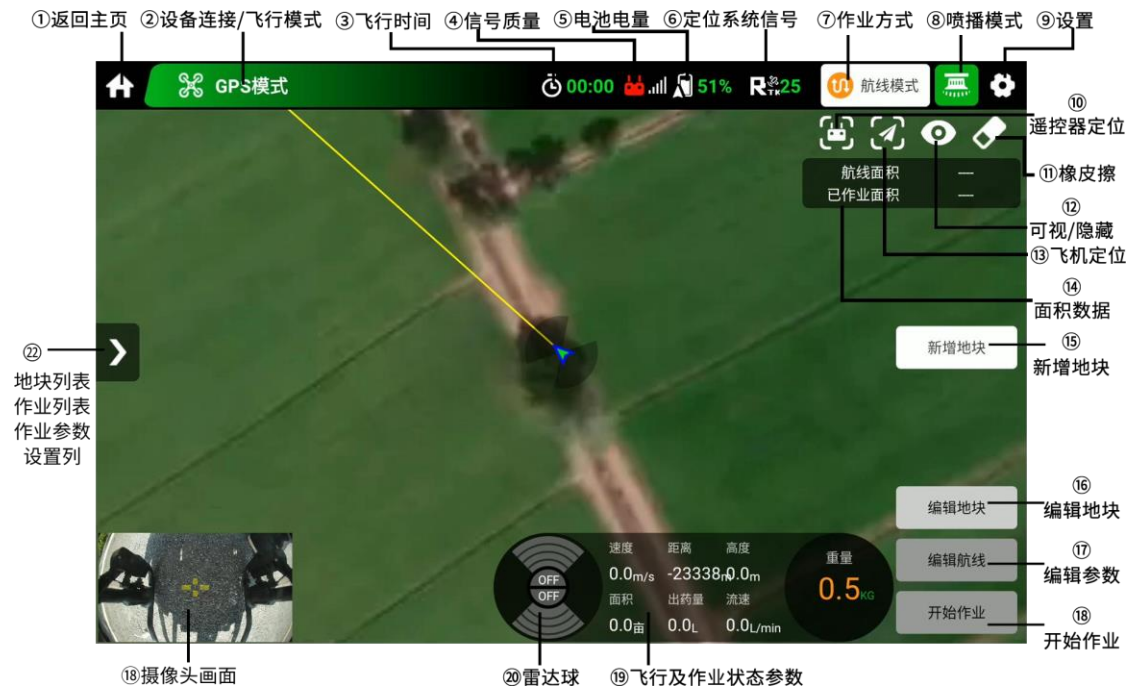 ①返回主页 ②设备连接/飞行模式 ③飞行时间 ④信号质量 ⑤电池电量 ⑥定位系统信号 ⑦作业方式 ⑧喷播模式 ⑨设置
GPS模式 00:00 51% RTK25 航线模式
⑩
遥控器定位
航线面积 —
已作业面积 —
⑪橡皮擦
⑫
可视/隐藏
⑬飞机定位
⑭
面积数据
新增地块
⑮
新增地块
㉒
地块列表
作业列表
作业参数
设置列
编辑地块
⑯
编辑地块
编辑航线
⑰
编辑参数
开始作业
⑱
开始作业
OFF
OFF
速度 距离 高度
0.0m/s -23338m 0.0m
面积 出药量 流速
0.0亩 0.0L 0.0L/min
重量
0.5KG
⑱摄像头画面 ⑳雷达球 ⑲飞行及作业状态参数